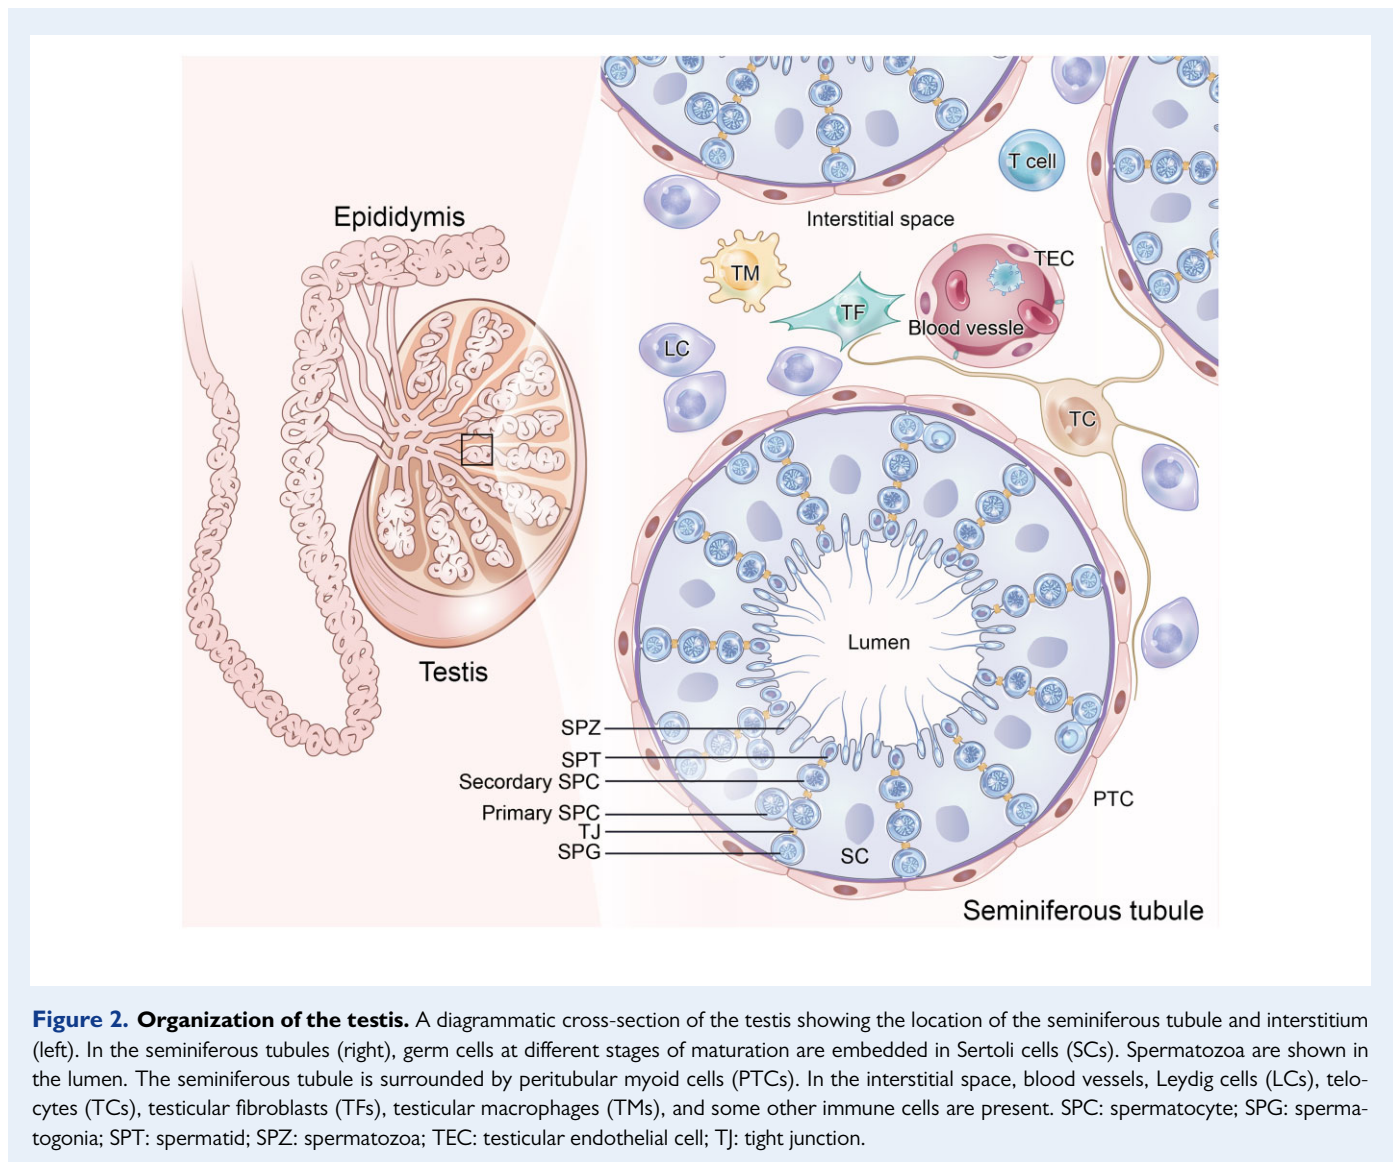 Epididymis
Testis
T cell
Interstitial space
TM
TEC
TF
Blood vessle
LC
TC
Lumen
SPZ
SPT
Secordary SPC
Primary SPC
TJ
SPG
SC
PTC
Seminiferous tubule
Figure 2. Organization of the testis. A diagrammatic cross-section of the testis showing the location of the seminiferous tubule and interstitium
(left). In the seminiferous tubules (right), germ cells at different stages of maturation are embedded in Sertoli cells (SCs). Spermatozoa are shown in
the lumen. The seminiferous tubule is surrounded by peritubular myoid cells (PTCs). In the interstitial space, blood vessels, Leydig cells (LCs), telo-
cytes (TCs), testicular fibroblasts (TFs), testicular macrophages (TMs), and some other immune cells are present. SPC: spermatocyte; SPG: sperma-
togonia; SPT: spermatid; SPZ: spermatozoa; TEC: testicular endothelial cell; TJ: tight junction.